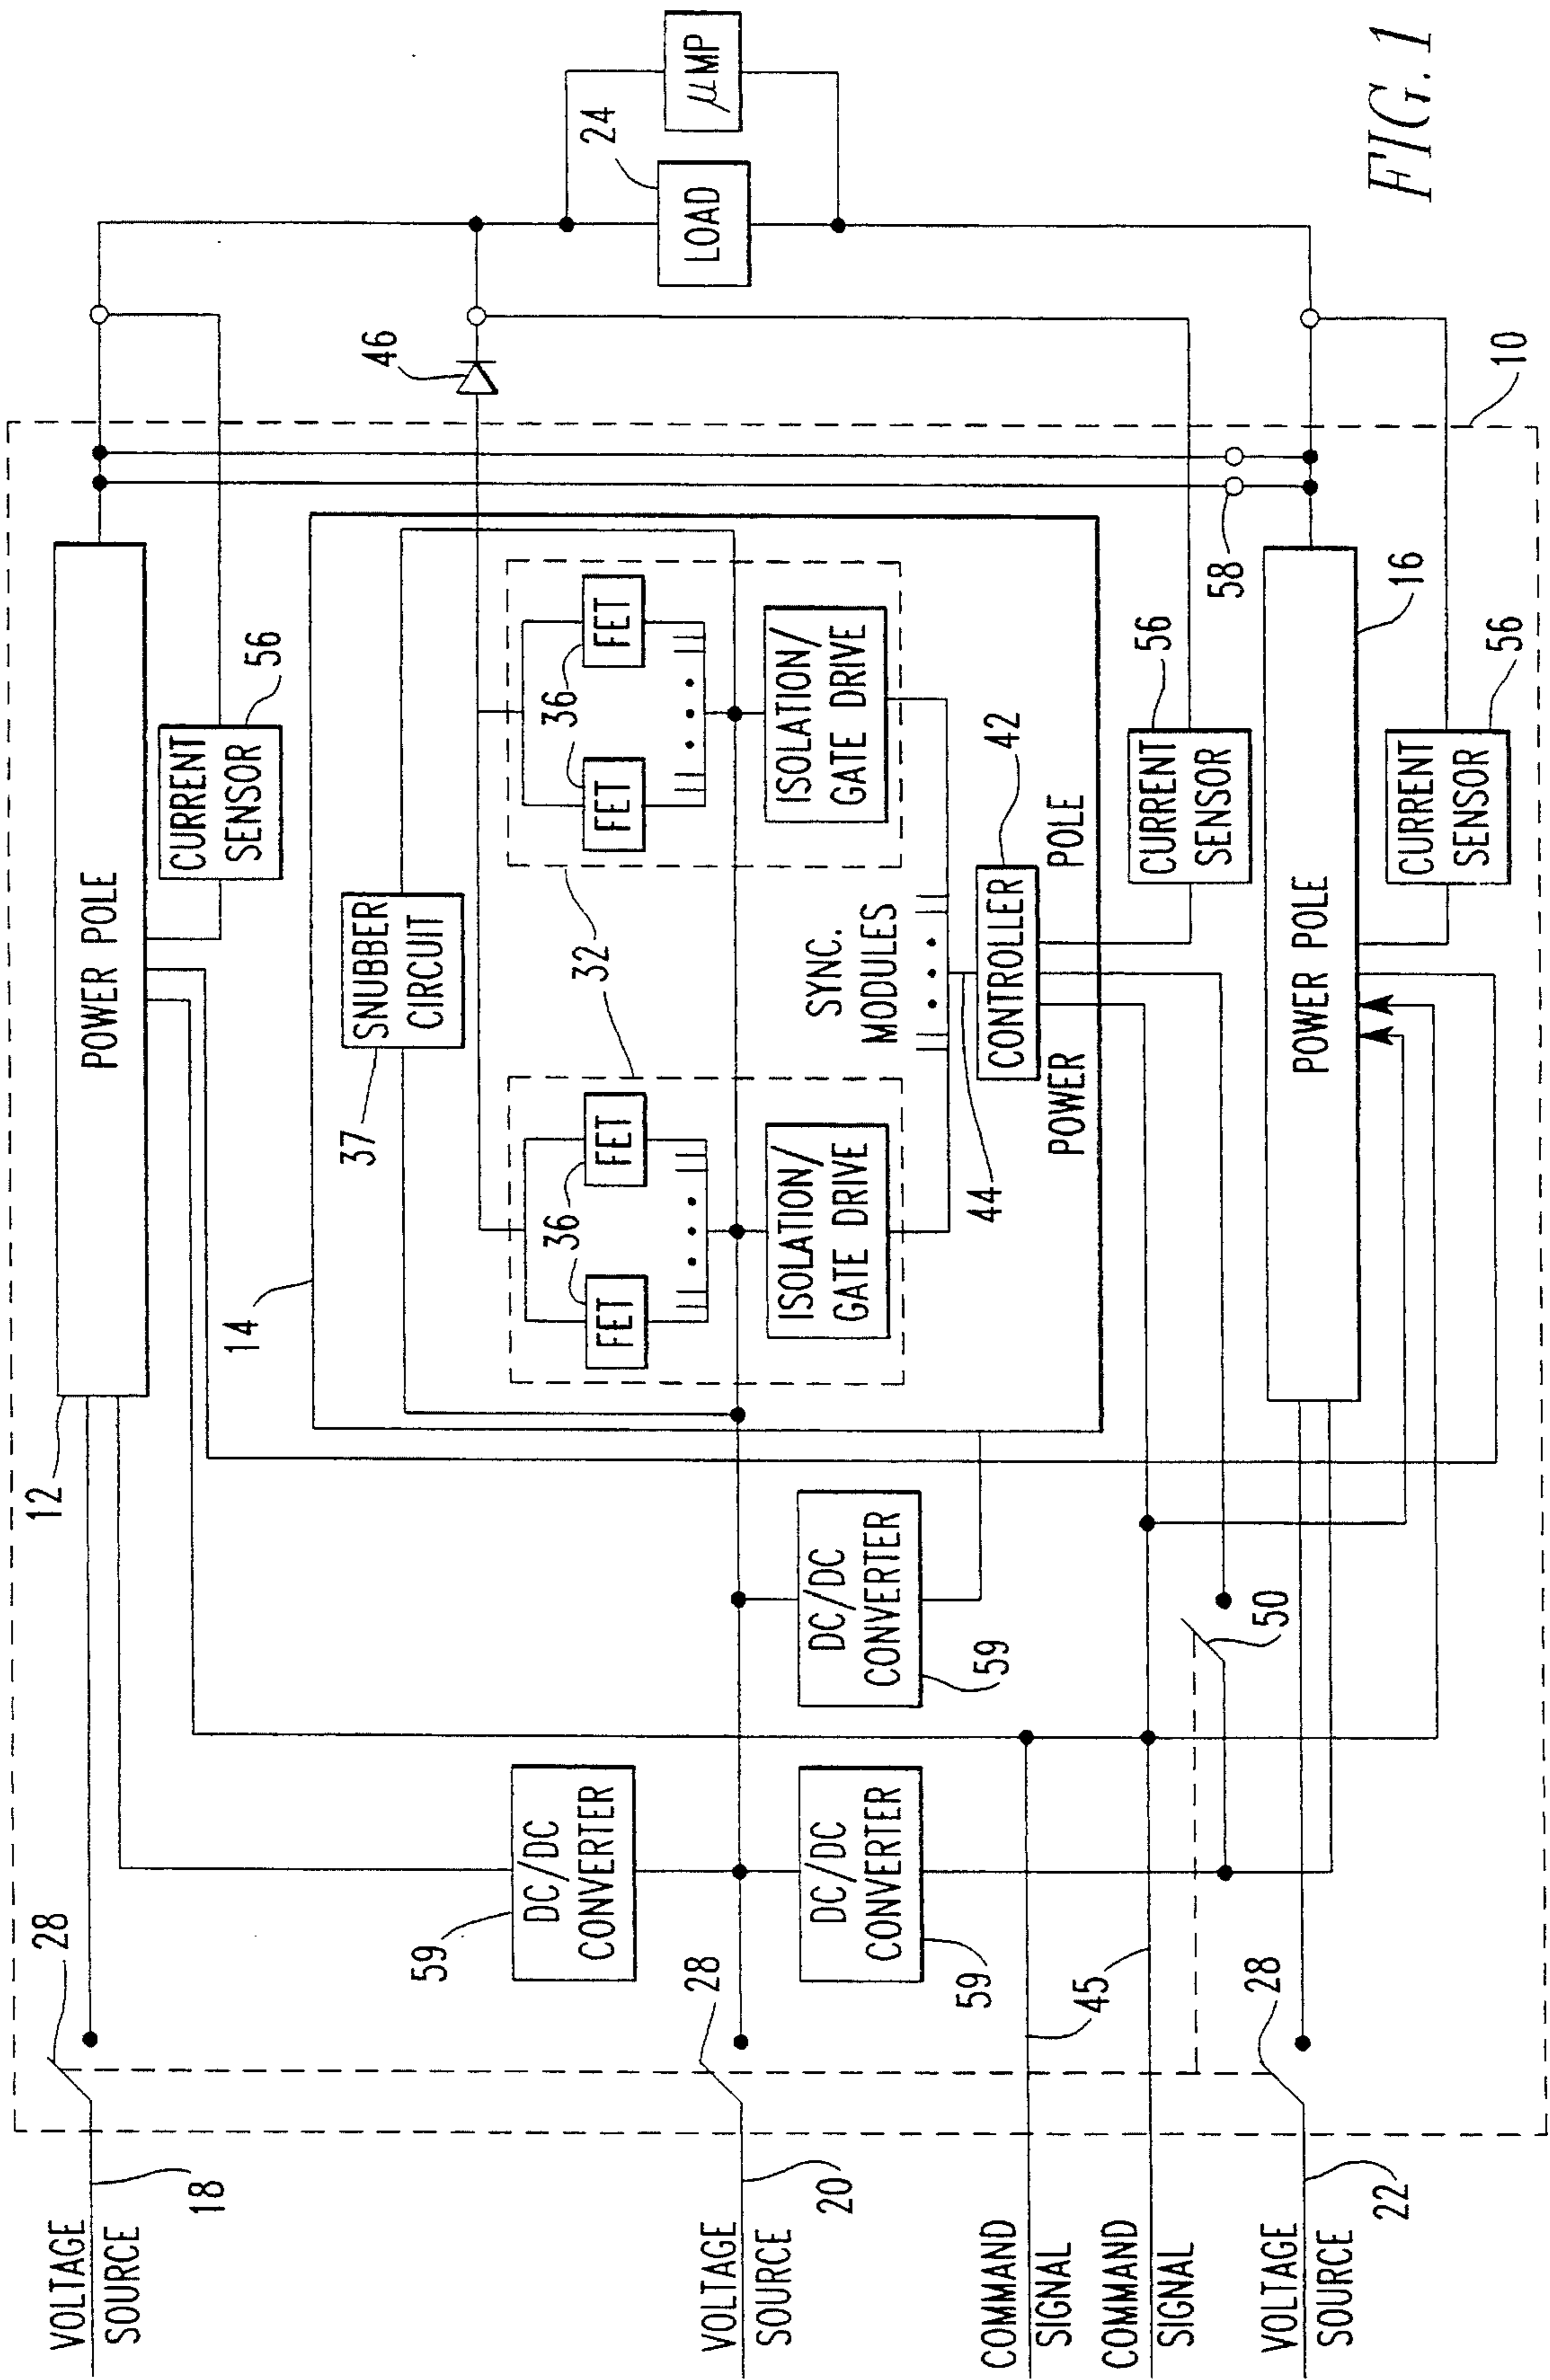 FIG. 1
VOLTAGE
SOURCE
18
28
12
POWER POLE
CURRENT
SENSOR
56
59
DC/DC
CONVERTER
14
37
SNUBBER
CIRCUIT
46
24
LOAD
μMP
VOLTAGE
SOURCE
20
28
36
FET
FET
32
36
FET
FET
32
ISOLATION/
GATE DRIVE
ISOLATION/
GATE DRIVE
SYNC.
MODULES
44
CONTROLLER
42
POWER
POLE
DC/DC
CONVERTER
59
DC/DC
CONVERTER
59
COMMAND
SIGNAL
45
COMMAND
SIGNAL
50
CURRENT
SENSOR
56
58
10
VOLTAGE
SOURCE
22
28
POWER POLE
16
CURRENT
SENSOR
56